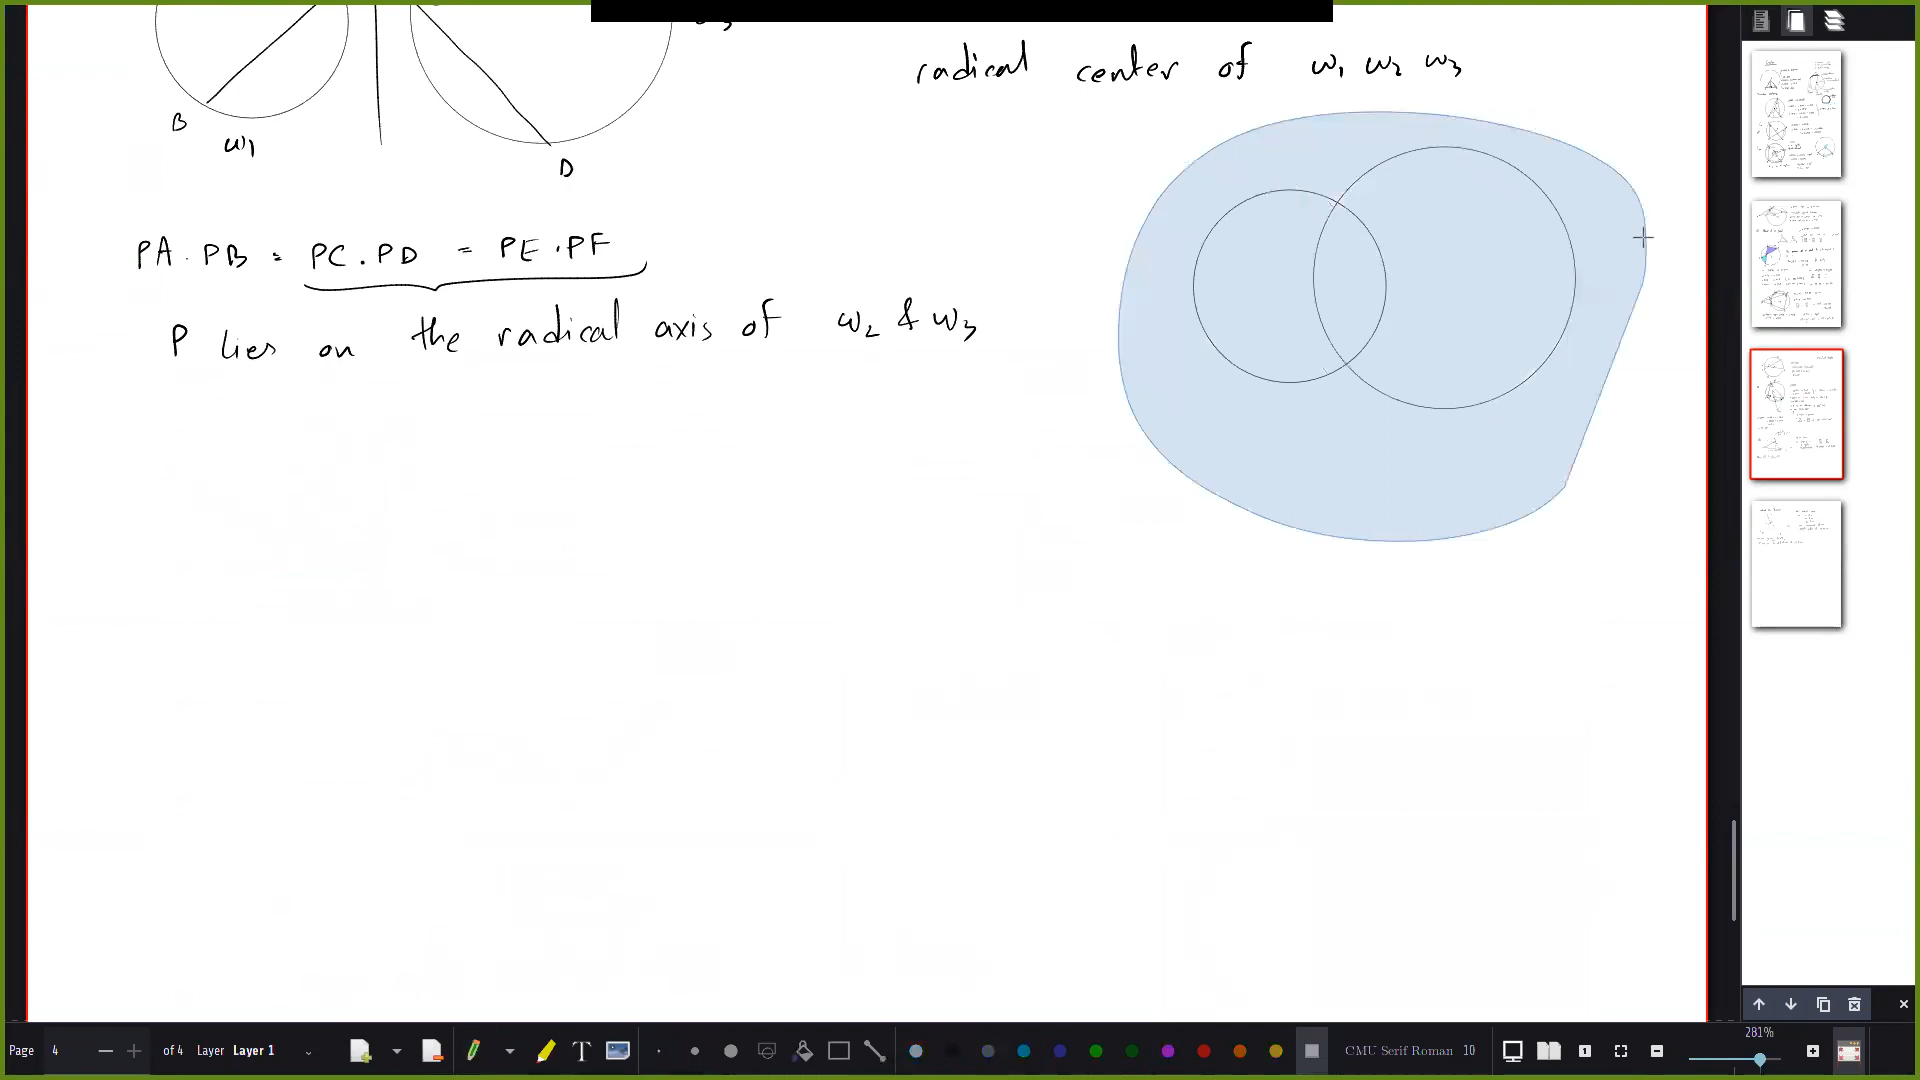 radical center of ω1 ω2 ω3
B
ω1
D
PA . PB = PC . PD = PE . PF
P lies on the radical axis of ω2 & ω3
281%
Page 4 of 4 Layer Layer 1
CMU Serif Roman 10